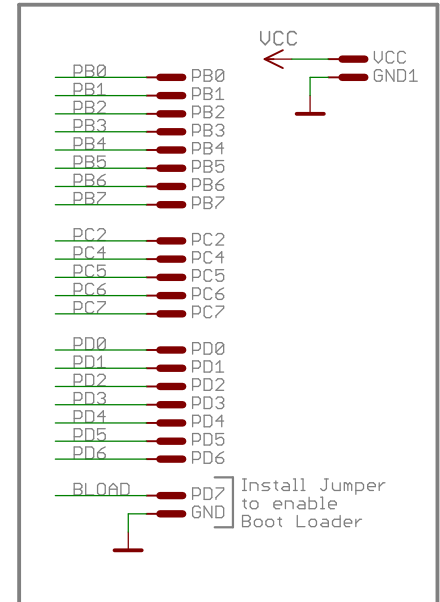 VCC
VCC
GND1
PB0 PB0
PB1 PB1
PB2 PB2
PB3 PB3
PB4 PB4
PB5 PB5
PB6 PB6
PB7 PB7
PC2 PC2
PC4 PC4
PC5 PC5
PC6 PC6
PC7 PC7
PD0 PD0
PD1 PD1
PD2 PD2
PD3 PD3
PD4 PD4
PD5 PD5
PD6 PD6
BLOAD PD7
GND
Install Jumper
to enable
Boot Loader